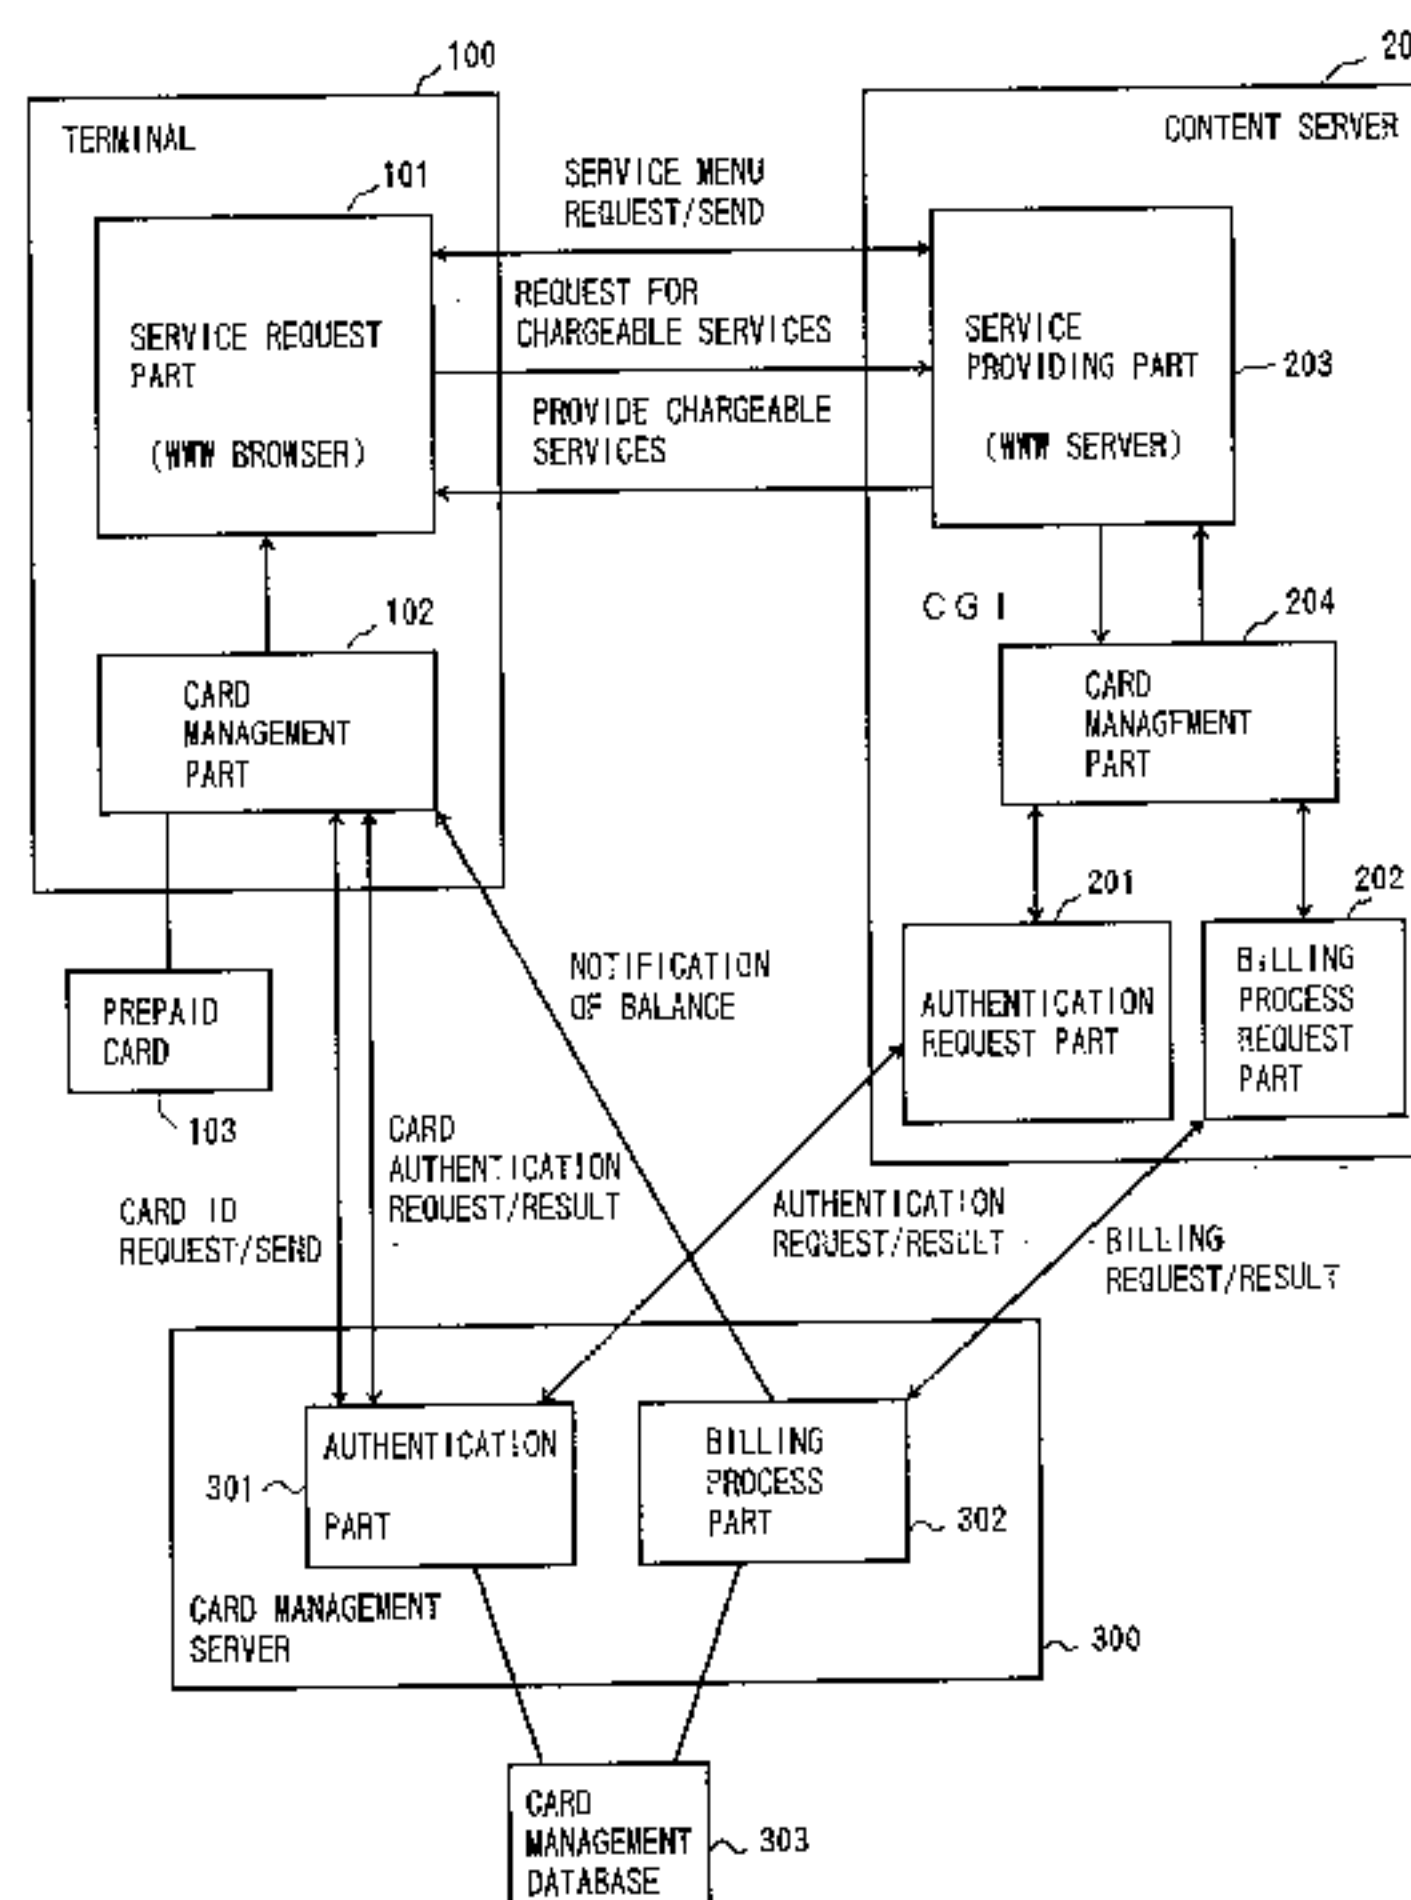 100
20
TERMINAL
CONTENT SERVER
101
SERVICE MENU
REQUEST/SEND
REQUEST FOR
CHARGEABLE SERVICES
SERVICE REQUEST
PART
(WWW BROWSER)
SERVICE
PROVIDING PART
(WWW SERVER)
203
PROVIDE CHARGEABLE
SERVICES
CGI
102
204
CARD
MANAGEMENT
PART
CARD
MANAGEMENT
PART
201
202
PREPAID
CARD
103
NOTIFICATION
OF BALANCE
AUTHENTICATION
REQUEST PART
BILLING
PROCESS
REQUEST
PART
CARD
AUTHENTICATION
REQUEST/RESULT
CARD ID
REQUEST/SEND
AUTHENTICATION
REQUEST/RESULT
BILLING
REQUEST/RESULT
AUTHENTICATION
PART
301
BILLING
PROCESS
PART
302
CARD MANAGEMENT
SERVER
300
CARD
MANAGEMENT
DATABASE
303